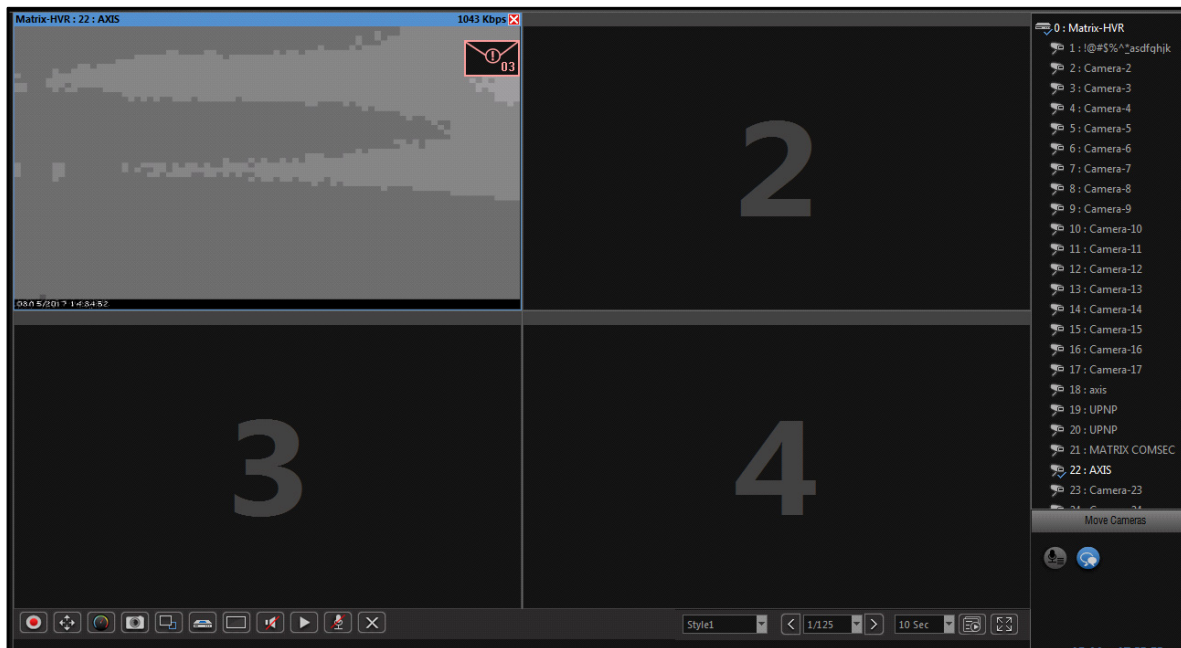 Matrix-HVR : 22 : AXIS 1043 Kbps
03
2
3
4
0 : Matrix-HVR
1 : !@#$%^*asdfghjk
2 : Camera-2
3 : Camera-3
4 : Camera-4
5 : Camera-5
6 : Camera-6
7 : Camera-7
8 : Camera-8
9 : Camera-9
10 : Camera-10
11 : Camera-11
12 : Camera-12
13 : Camera-13
14 : Camera-14
15 : Camera-15
16 : Camera-16
17 : Camera-17
18 : axis
19 : UPNP
20 : UPNP
21 : MATRIX COMSEC
22 : AXIS
23 : Camera-23
Move Cameras
Style1
1/125
10 Sec